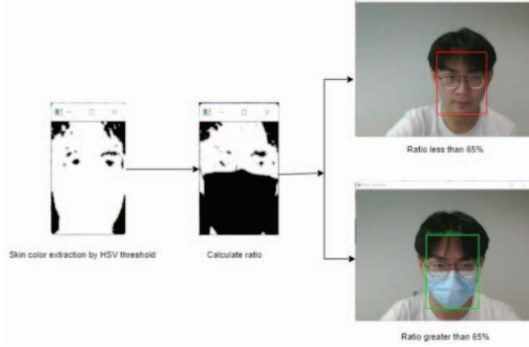 Ratio less than 65%
Skin color extraction by HSV threshold
Calculate ratio
Ratio greater than 65%